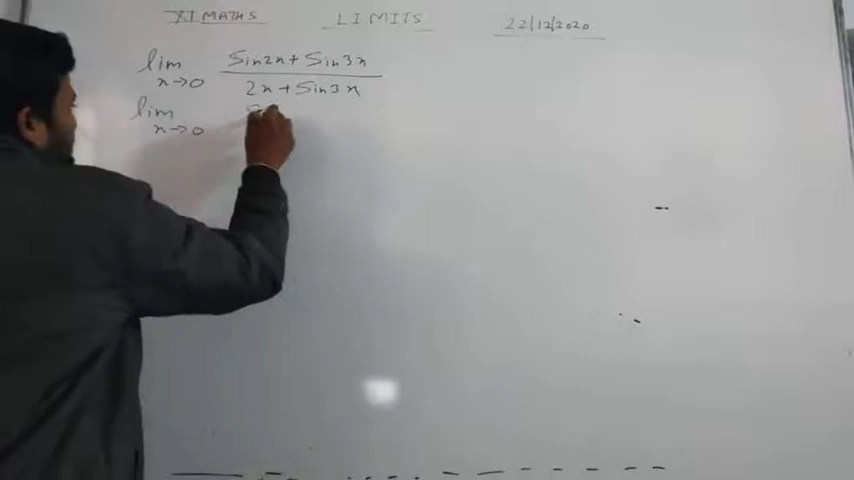 XI MATHS LIMITS 22/12/2020
lim x→0 Sin2x + Sin3x / 2x + Sin3x
lim x→0